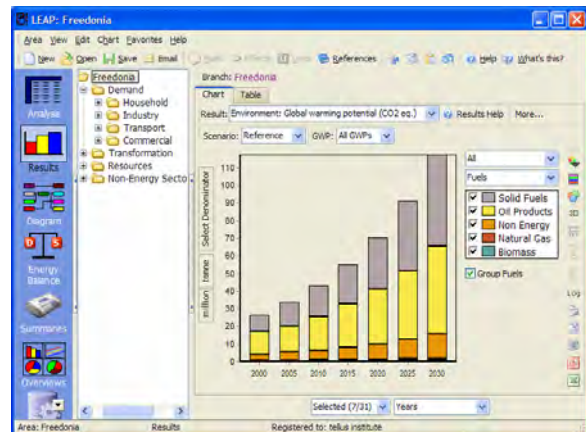 LEAP: Freedonia
Area View Edit Chart Favorites Help
New Open Save Email References Help What's this?
Analysis
Results
Diagram
Energy Balance
Summaries
Overviews
Freedonia
Demand
Household
Industry
Transport
Commercial
Transformation
Resources
Non-Energy Secto
Branch: Freedonia
Chart Table
Result: Environment: Global warming potential (CO2 eq.) Results Help More...
Scenario: Reference GWP: All GWPs
Select Denominator
tonne
million
110
100
90
80
70
60
50
40
30
20
10
0
2000 2005 2010 2015 2020 2025 2030
All
Fuels
Solid Fuels
Oil Products
Non Energy
Natural Gas
Biomass
Group Fuels
3D
LOG
Selected (7/31) Years
Area: Freedonia Results Registered to: tellus institute